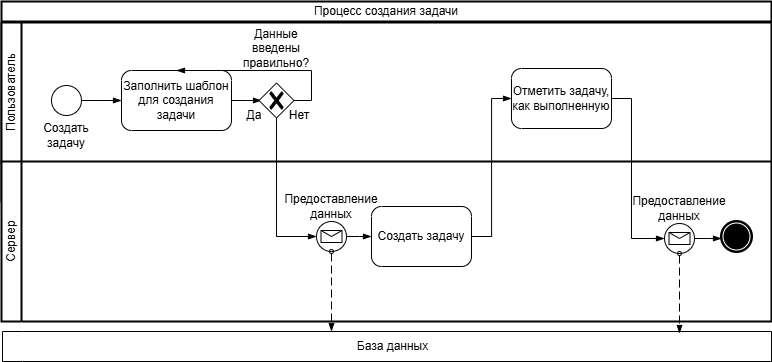 Процесс создания задачи
Пользователь
Данные
введены
правильно?
Заполнить шаблон
для создания
задачи
Создать
задачу
Да
Нет
Отметить задачу,
как выполненную
Сервер
Предоставление
данных
Создать задачу
Предоставление
данных
База данных